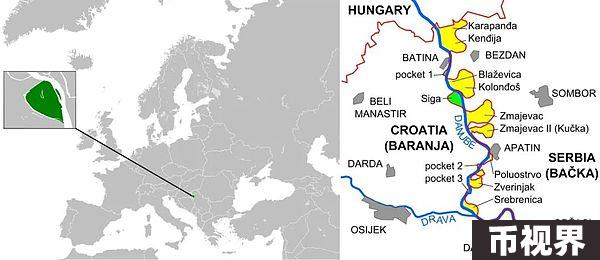 HUNGARY
Karapanđa
Kenđija
BATINA
BEZDAN
pocket 1
Blaževica
Kolonđoš
Siga
BELI
MANASTIR
SOMBOR
Zmajevac
Zmajevac II (Kučka)
CROATIA
(BARANJA)
DANUBE
APATIN
SERBIA
(BAČKA)
DARDA
pocket 2
pocket 3
Poluostrvo
Zverinjak
Srebrenica
OSIJEK
DRAVA
币视界